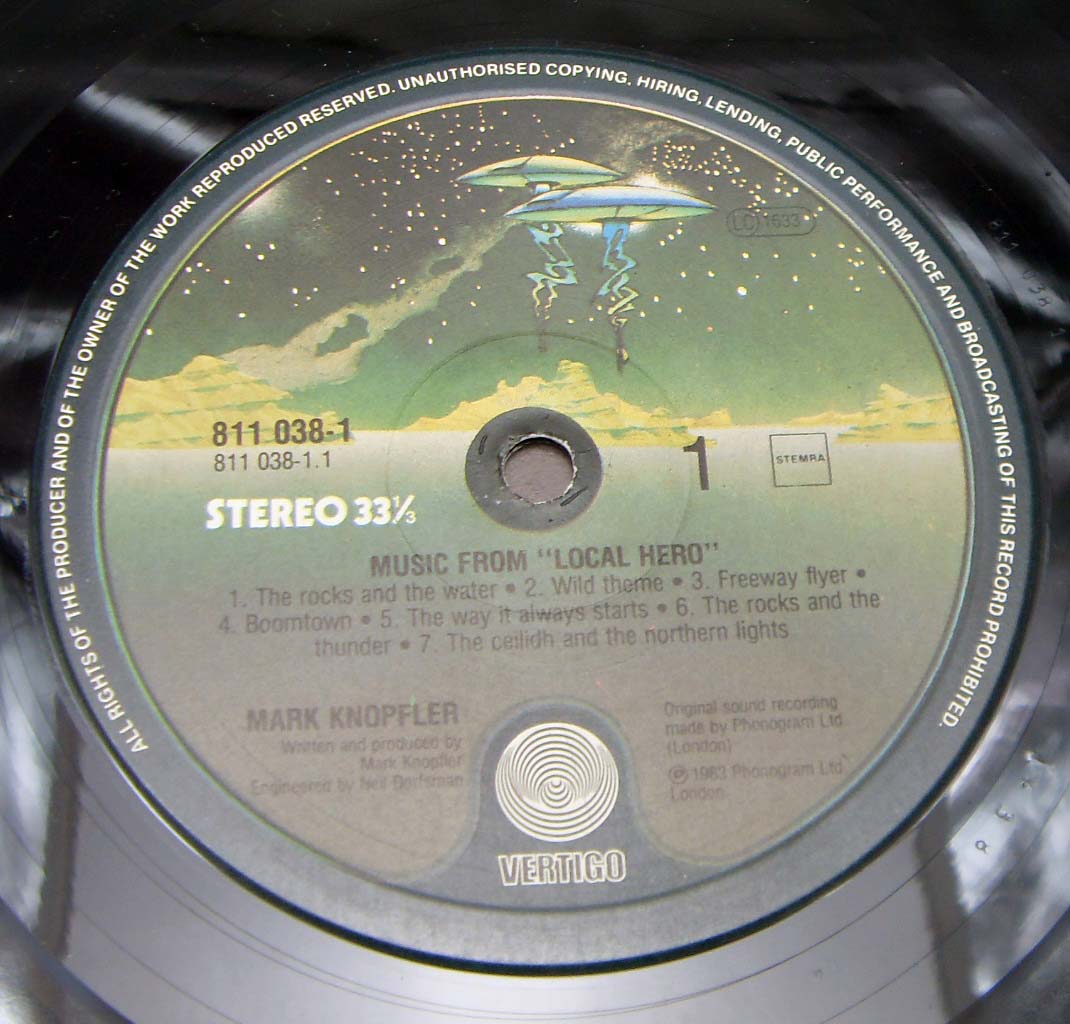 ALL RIGHTS OF THE PRODUCER AND OF THE OWNER OF THE WORK REPRODUCED RESERVED. UNAUTHORISED COPYING, HIRING, LENDING, PUBLIC PERFORMANCE AND BROADCASTING OF THIS RECORD PROHIBITED.
LC 1633
811 038-1
811 038-1.1
1
STEMRA
STEREO 33⅓
MUSIC FROM "LOCAL HERO"
1. The rocks and the water • 2. Wild theme • 3. Freeway flyer •
4. Boomtown • 5. The way it always starts • 6. The rocks and the
thunder • 7. The ceilidh and the northern lights
MARK KNOPFLER
Written and produced by
Mark Knopfler
Engineered by Neil Dorfsman
Original sound recording
made by Phonogram Ltd
(London)
℗ 1983 Phonogram Ltd
London
VERTIGO